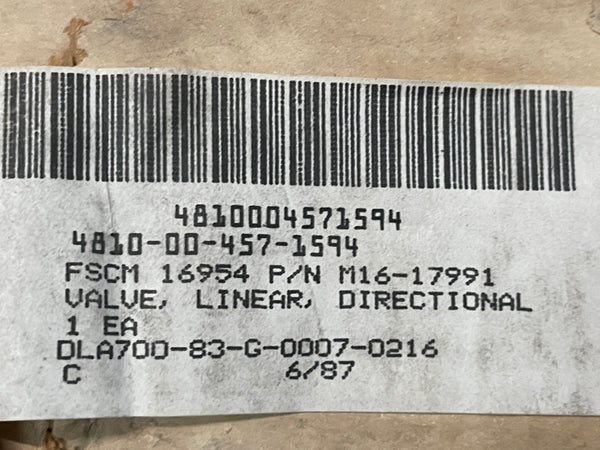 4810004571594
4810-00-457-1594
FSCM 16954 P/N M16-17991
VALVE, LINEAR, DIRECTIONAL
1 EA
DLA700-83-G-0007-0216
C 6/87